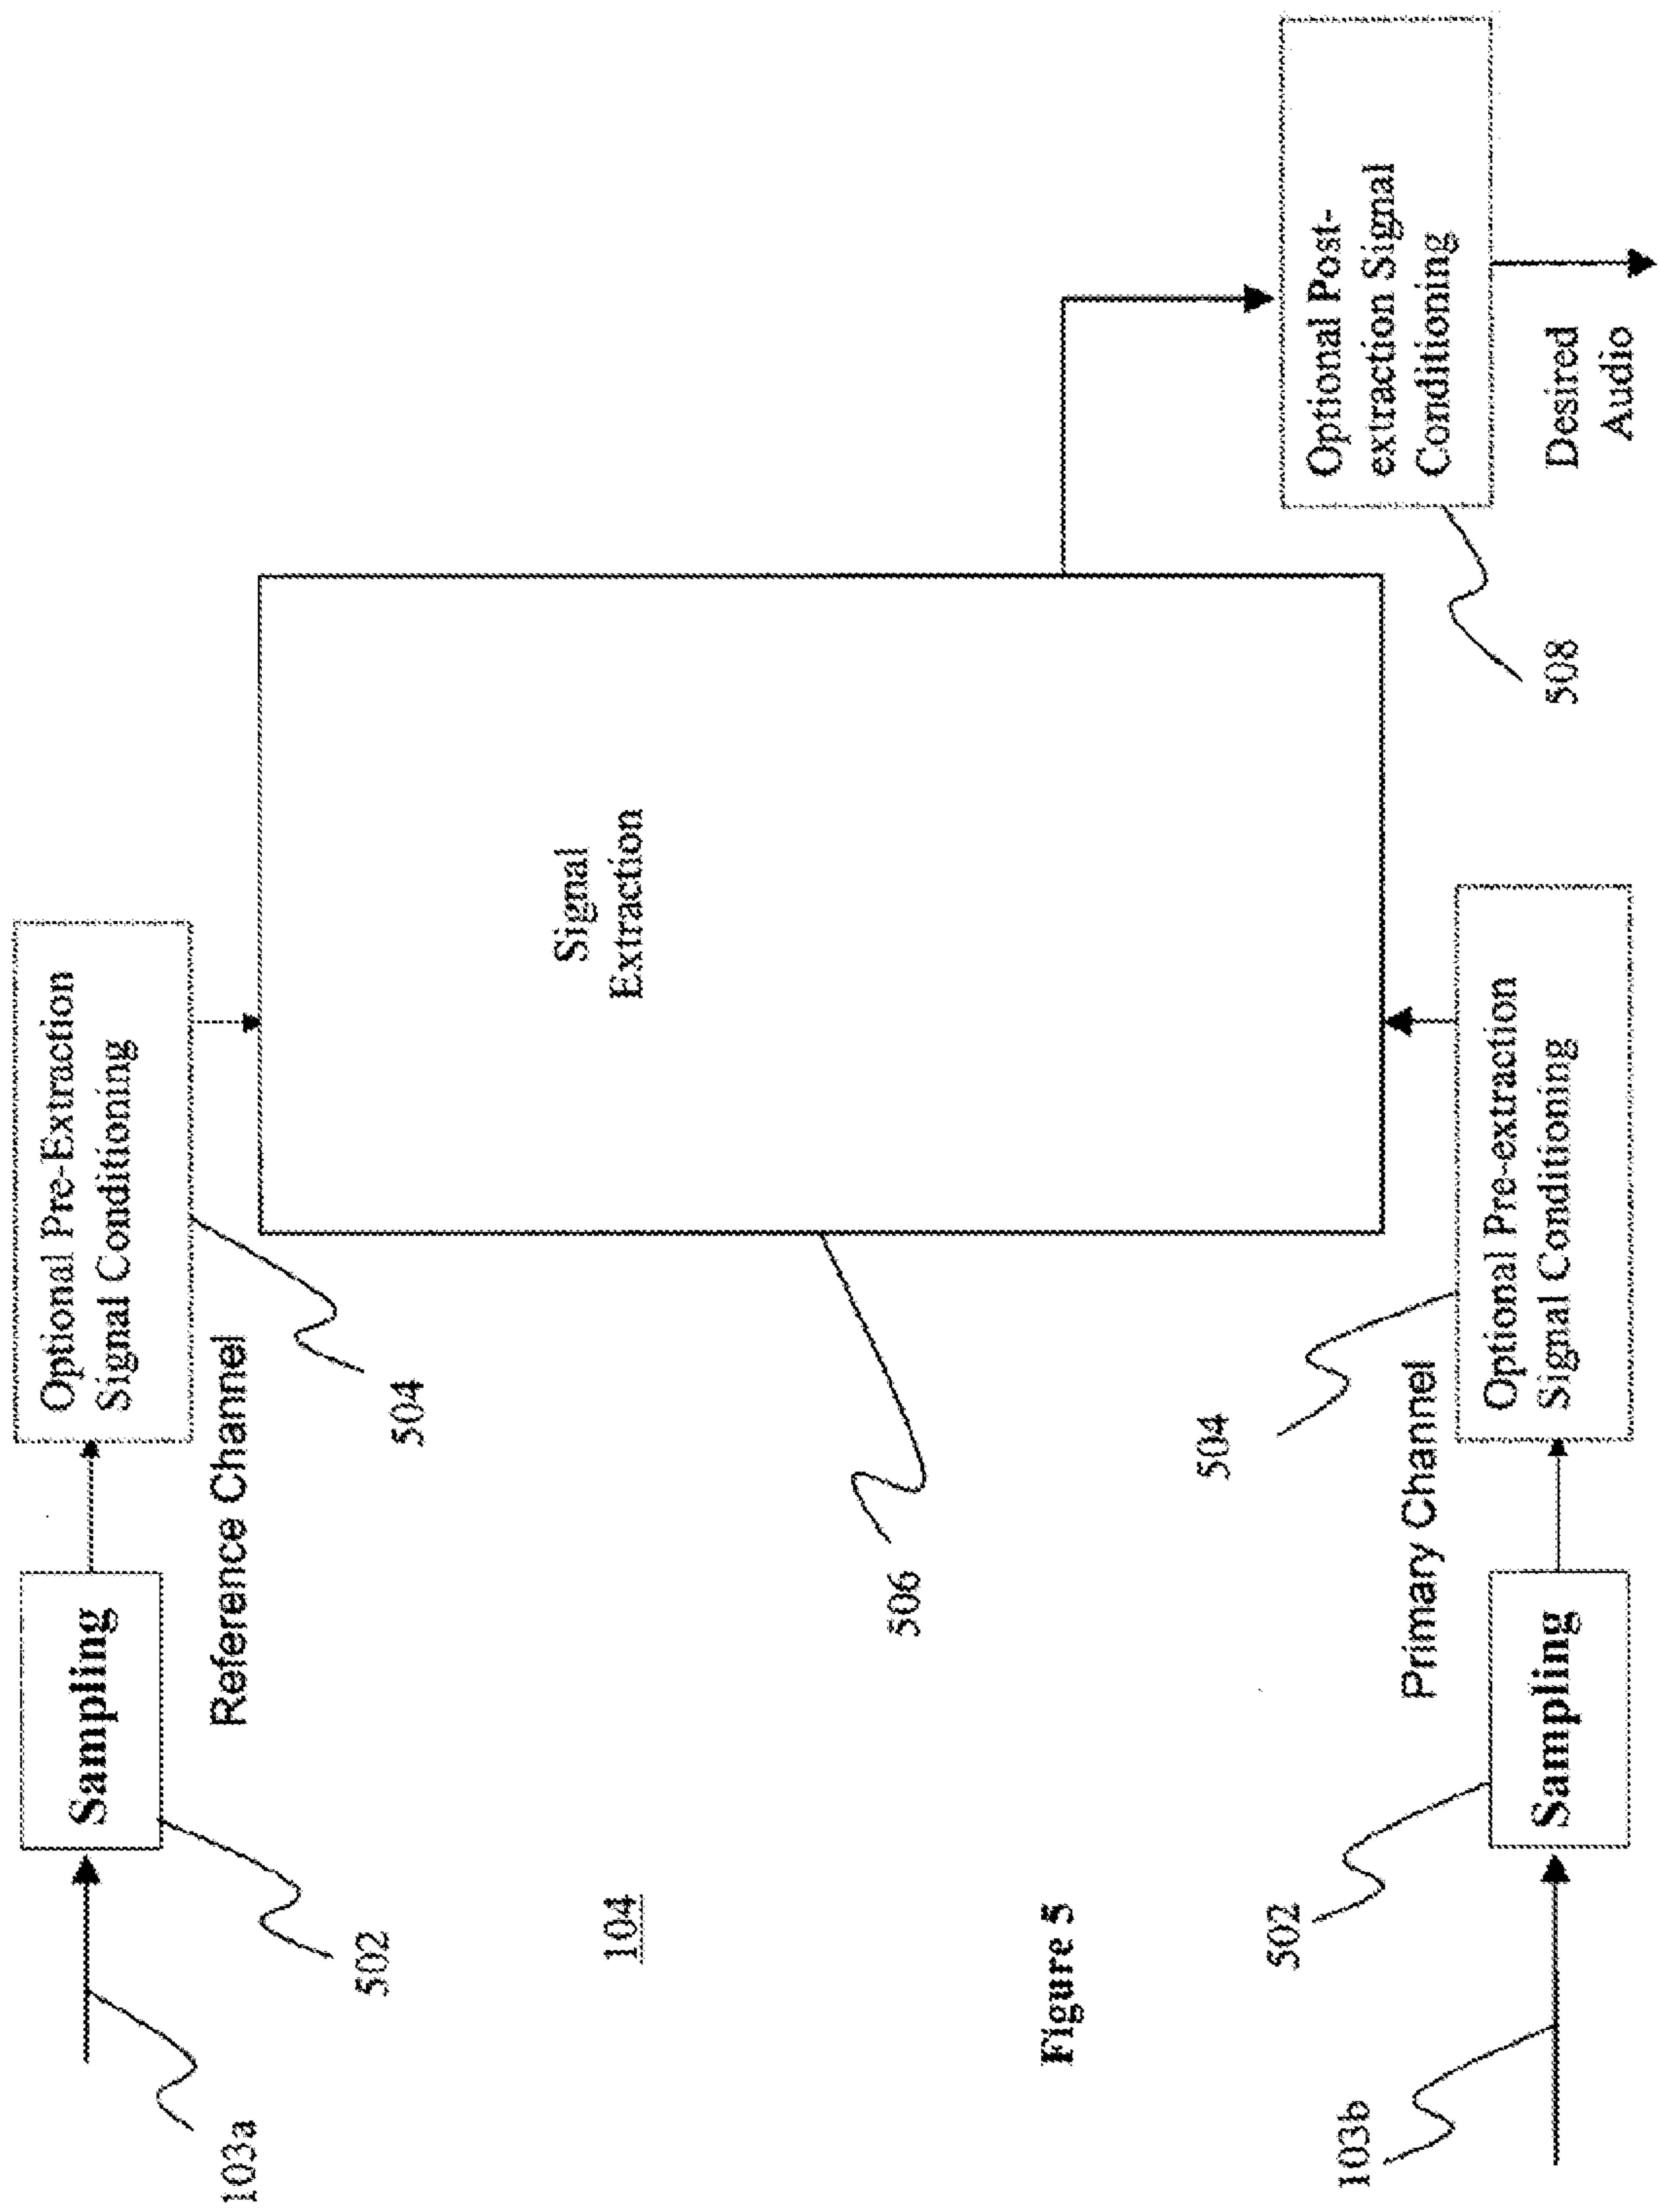 103a
Sampling
502
Optional Pre-Extraction
Signal Conditioning
Reference Channel
504
Signal
Extraction
104
506
Figure 5
Optional Post-
extraction Signal
Conditioning
508
Desired
Audio
103b
Sampling
502
Primary Channel
504
Optional Pre-extraction
Signal Conditioning